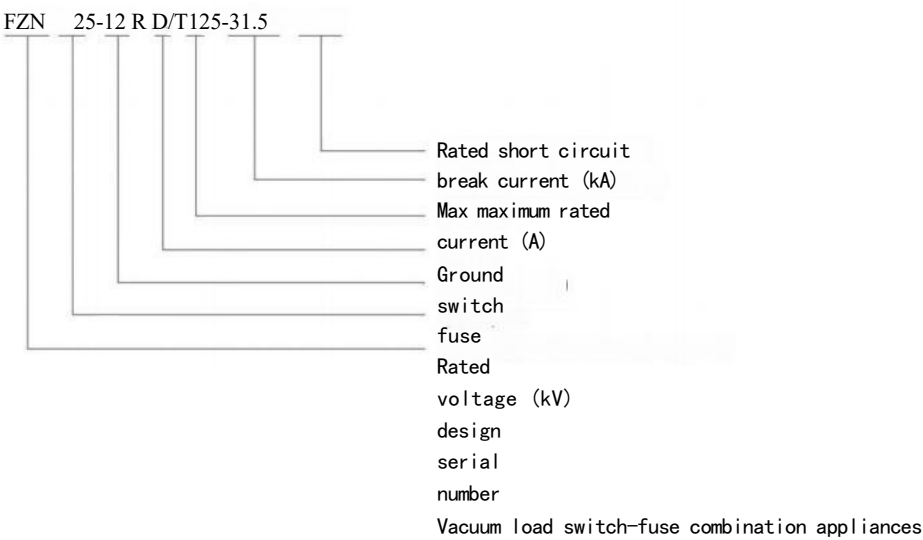 FZN 25-12 R D/T125-31.5
Rated short circuit
break current (kA)
Max maximum rated
current (A)
Ground
switch
fuse
Rated
voltage (kV)
design
serial
number
Vacuum load switch-fuse combination appliances